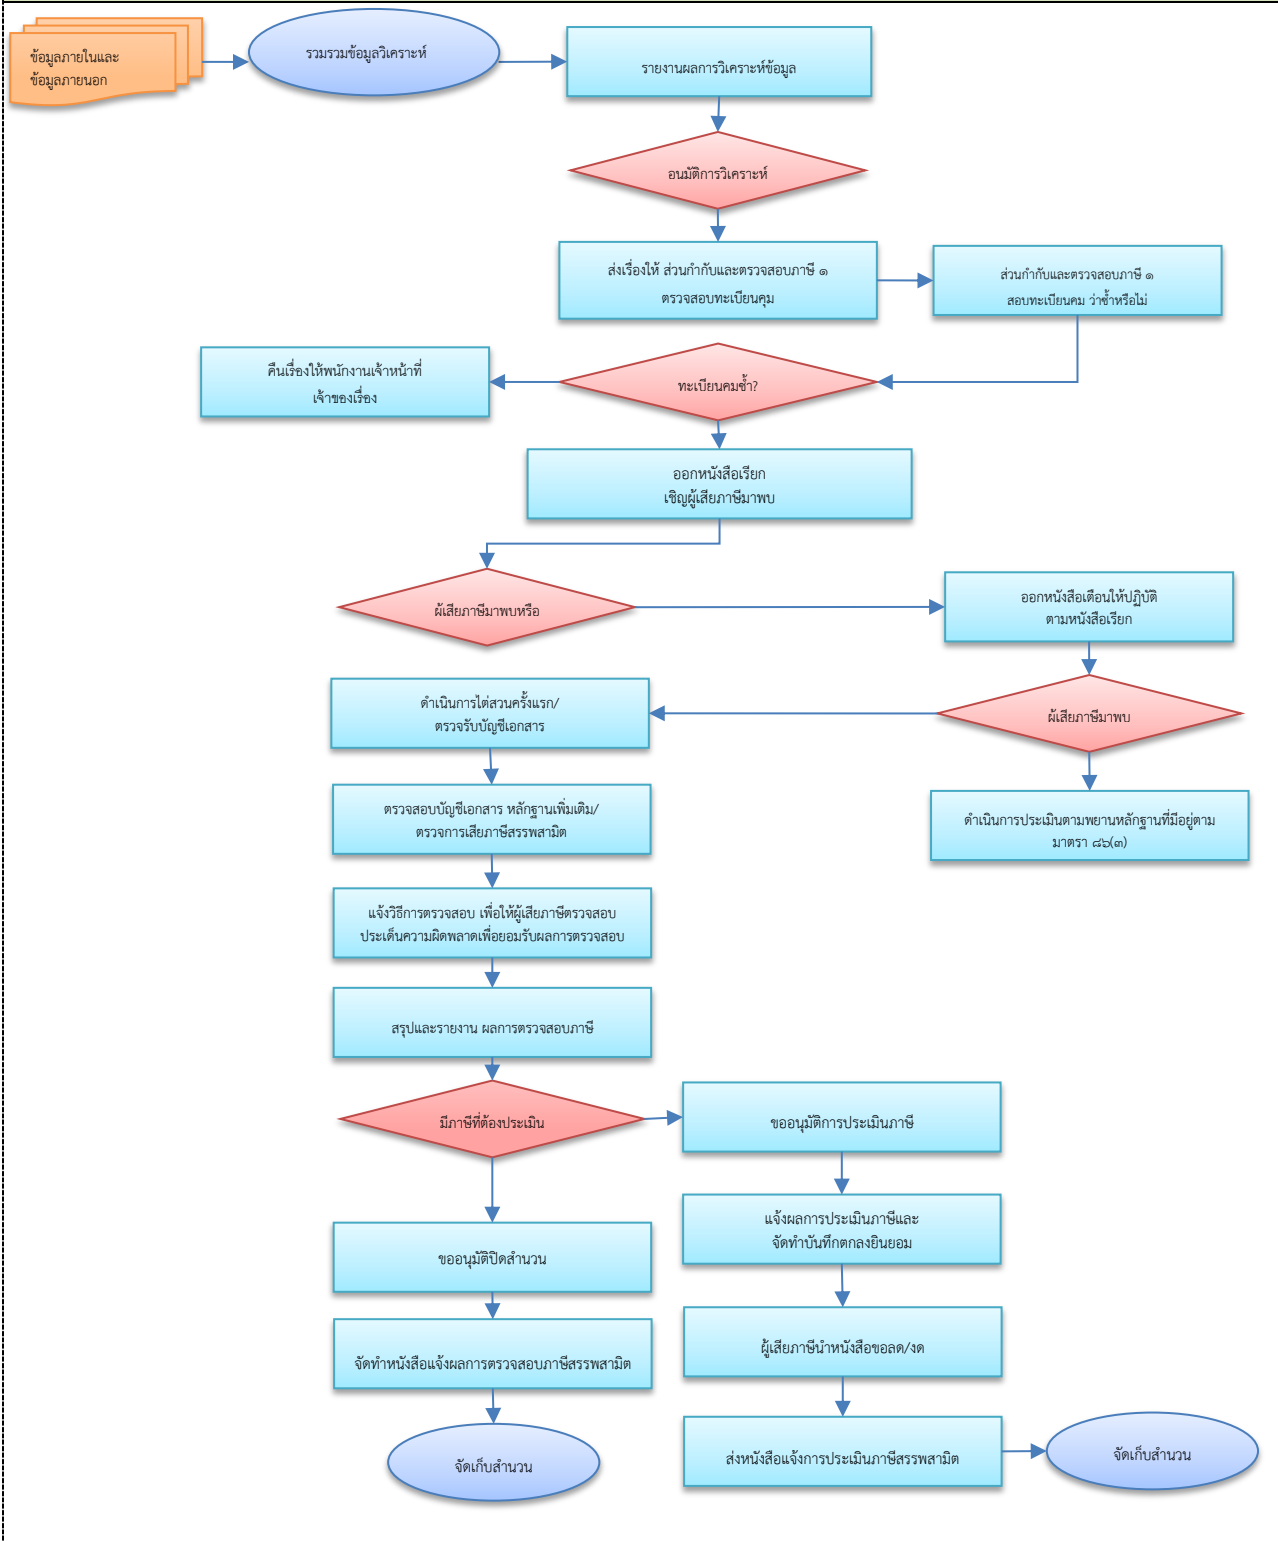 ข้อมูลภายในและ
ข้อมูลภายนอก
รวมรวมข้อมูลวิเคราะห์
รายงานผลการวิเคราะห์ข้อมูล
อนมัติการวิเคราะห์
ส่งเรื่องให้ ส่วนกำกับและตรวจสอบภาษี ๑
ตรวจสอบทะเบียนคุม
ส่วนกำกับและตรวจสอบภาษี ๑
สอบทะเบียนคม ว่าซ้ำหรือไม่
คืนเรื่องให้พนักงานเจ้าหน้าที่
เจ้าของเรื่อง
ทะเบียนคมซ้ำ?
ออกหนังสือเรียก
เชิญผู้เสียภาษีมาพบ
ผ้เสียภาษีมาพบหรือ
ออกหนังสือเตือนให้ปฏิบัติ
ตามหนังสือเรียก
ดำเนินการไต่สวนครั้งแรก/
ตรวจรับบัญชีเอกสาร
ผ้เสียภาษีมาพบ
ตรวจสอบบัญชีเอกสาร หลักฐานเพิ่มเติม/
ตรวจการเสียภาษีสรรพสามิต
ดำเนินการประเมินตามพยานหลักฐานที่มีอยู่ตาม
มาตรา ๘๖(๓)
แจ้งวิธีการตรวจสอบ เพื่อให้ผู้เสียภาษีตรวจสอบ
ประเด็นความผิดพลาดเพื่อยอมรับผลการตรวจสอบ
สรุปและรายงาน ผลการตรวจสอบภาษี
มีภาษีที่ต้องประเมิน
ขออนุมัติการประเมินภาษี
แจ้งผลการประเมินภาษีและ
จัดทำบันทึกตกลงยินยอม
ขออนุมัติปิดสำนวน
ผู้เสียภาษีนำหนังสือขอลด/งด
จัดทำหนังสือแจ้งผลการตรวจสอบภาษีสรรพสามิต
ส่งหนังสือแจ้งการประเมินภาษีสรรพสามิต
จัดเก็บสำนวน
จัดเก็บสำนวน